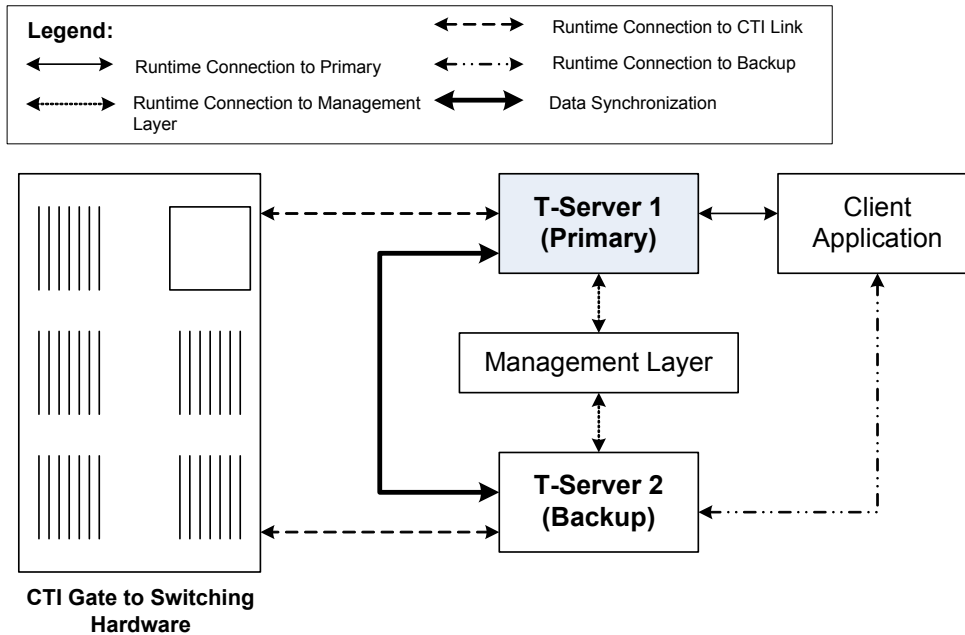 Legend:
Runtime Connection to Primary
Runtime Connection to Management
Layer
Runtime Connection to CTI Link
Runtime Connection to Backup
Data Synchronization
T-Server 1
(Primary)
Client
Application
Management Layer
T-Server 2
(Backup)
CTI Gate to Switching
Hardware